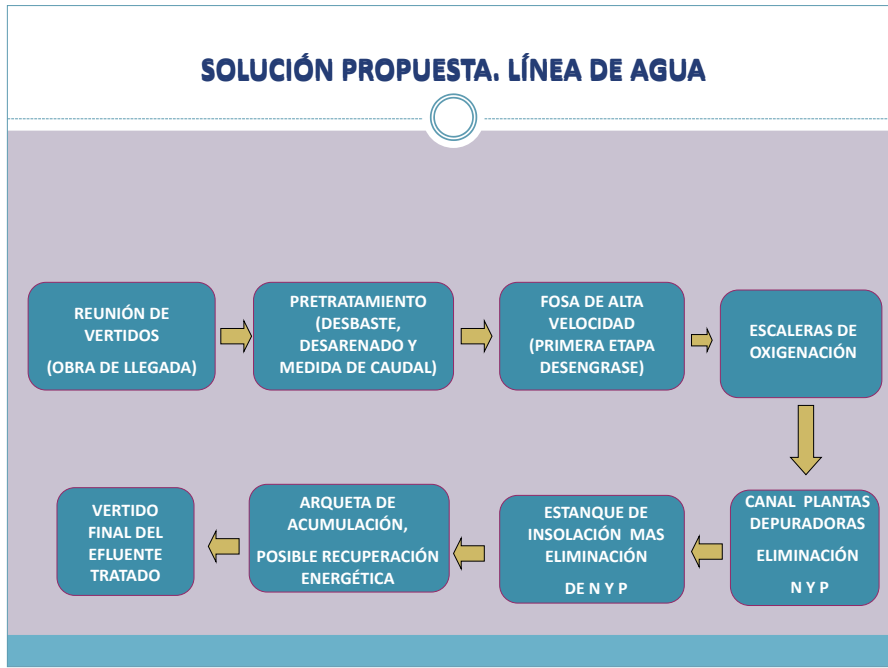 SOLUCIÓN PROPUESTA. LÍNEA DE AGUA
REUNIÓN DE
VERTIDOS
(OBRA DE LLEGADA)
PRETRATAMIENTO
(DESBASTE,
DESARENADO Y
MEDIDA DE CAUDAL)
FOSA DE ALTA
VELOCIDAD
(PRIMERA ETAPA
DESENGRASE)
ESCALERAS DE
OXIGENACIÓN
CANAL PLANTAS
DEPURADORAS
ELIMINACIÓN
N Y P
ESTANQUE DE
INSOLACIÓN MAS
ELIMINACIÓN
DE N Y P
ARQUETA DE
ACUMULACIÓN,
POSIBLE RECUPERACIÓN
ENERGÉTICA
VERTIDO
FINAL DEL
EFLUENTE
TRATADO